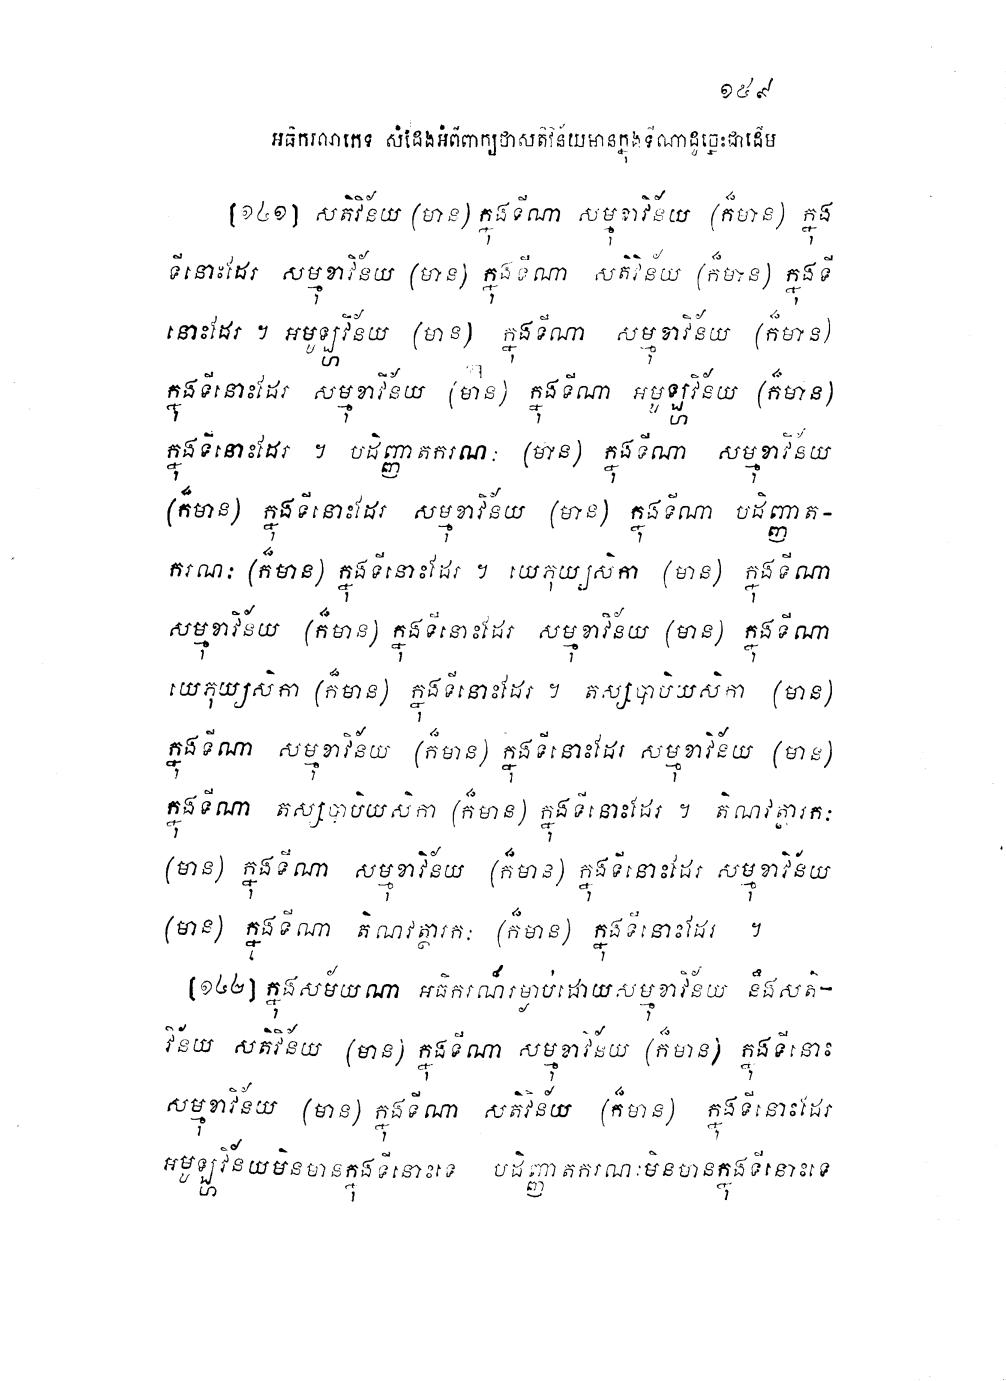 ១៥៩
អធិករណភេទ សំដែងអំពីពាក្យថាសតិវិន័យមានក្នុងទីណាដូច្នេះជាដើម
[១៤១] សតិវិន័យ (មាន) ក្នុងទីណា សម្មុខាវិន័យ (ក៏មាន) ក្នុង
ទីនោះដែរ សម្មុខាវិន័យ (មាន) ក្នុងទីណា សតិវិន័យ (ក៏មាន) ក្នុងទី
នោះដែរ ។ អមូឡ្ហវិន័យ (មាន) ក្នុងទីណា សម្មុខាវិន័យ (ក៏មាន)
ក្នុងទីនោះដែរ សម្មុខាវិន័យ (មាន) ក្នុងទីណា អមូឡ្ហវិន័យ (ក៏មាន)
ក្នុងទីនោះដែរ ។ បដិញ្ញាតករណៈ (មាន) ក្នុងទីណា សម្មុខាវិន័យ
(ក៏មាន) ក្នុងទីនោះដែរ សម្មុខាវិន័យ (មាន) ក្នុងទីណា បដិញ្ញាត-
ករណៈ (ក៏មាន) ក្នុងទីនោះដែរ ។ យេភុយ្យសិកា (មាន) ក្នុងទីណា
សម្មុខាវិន័យ (ក៏មាន) ក្នុងទីនោះដែរ សម្មុខាវិន័យ (មាន) ក្នុងទីណា
យេភុយ្យសិកា (ក៏មាន) ក្នុងទីនោះដែរ ។ តស្សបាបិយសិកា (មាន)
ក្នុងទីណា សម្មុខាវិន័យ (ក៏មាន) ក្នុងទីនោះដែរ សម្មុខាវិន័យ (មាន)
ក្នុងទីណា តស្សបាបិយសិកា (ក៏មាន) ក្នុងទីនោះដែរ ។ តិណវត្ថារកៈ
(មាន) ក្នុងទីណា សម្មុខាវិន័យ (ក៏មាន) ក្នុងទីនោះដែរ សម្មុខាវិន័យ
(មាន) ក្នុងទីណា តិណវត្ថារកៈ (ក៏មាន) ក្នុងទីនោះដែរ ។
[១៤២] ក្នុងសម័យណា អធិករណ៍រម្ងាប់ដោយសម្មុខាវិន័យ នឹងសតិ-
វិន័យ សតិវិន័យ (មាន) ក្នុងទីណា សម្មុខាវិន័យ (ក៏មាន) ក្នុងទីនោះ
សម្មុខាវិន័យ (មាន) ក្នុងទីណា សតិវិន័យ (ក៏មាន) ក្នុងទីនោះដែរ
អមូឡ្ហវិន័យមិនមានក្នុងទីនោះទេ បដិញ្ញាតករណៈមិនមានក្នុងទីនោះទេ